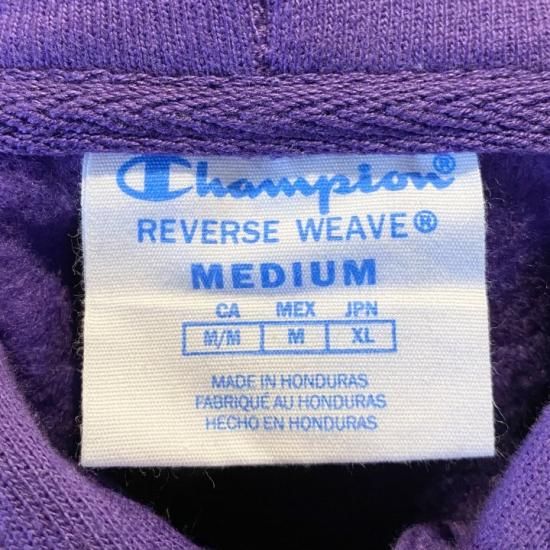 Champion®
REVERSE WEAVE®
MEDIUM
CA MEX JPN
M/M M XL
MADE IN HONDURAS
FABRIQUÉ AU HONDURAS
HECHO EN HONDURAS